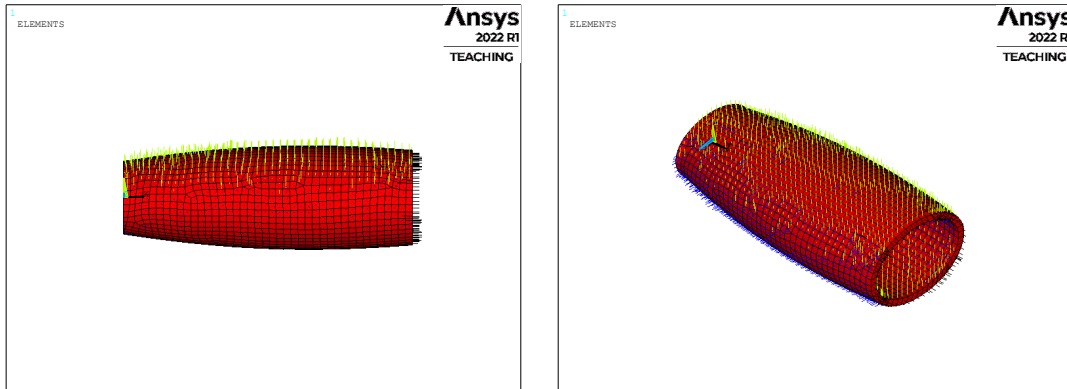 1
ELEMENTS
Ansys
2022 R1
TEACHING
1
ELEMENTS
Ansys
2022 R
TEACHING